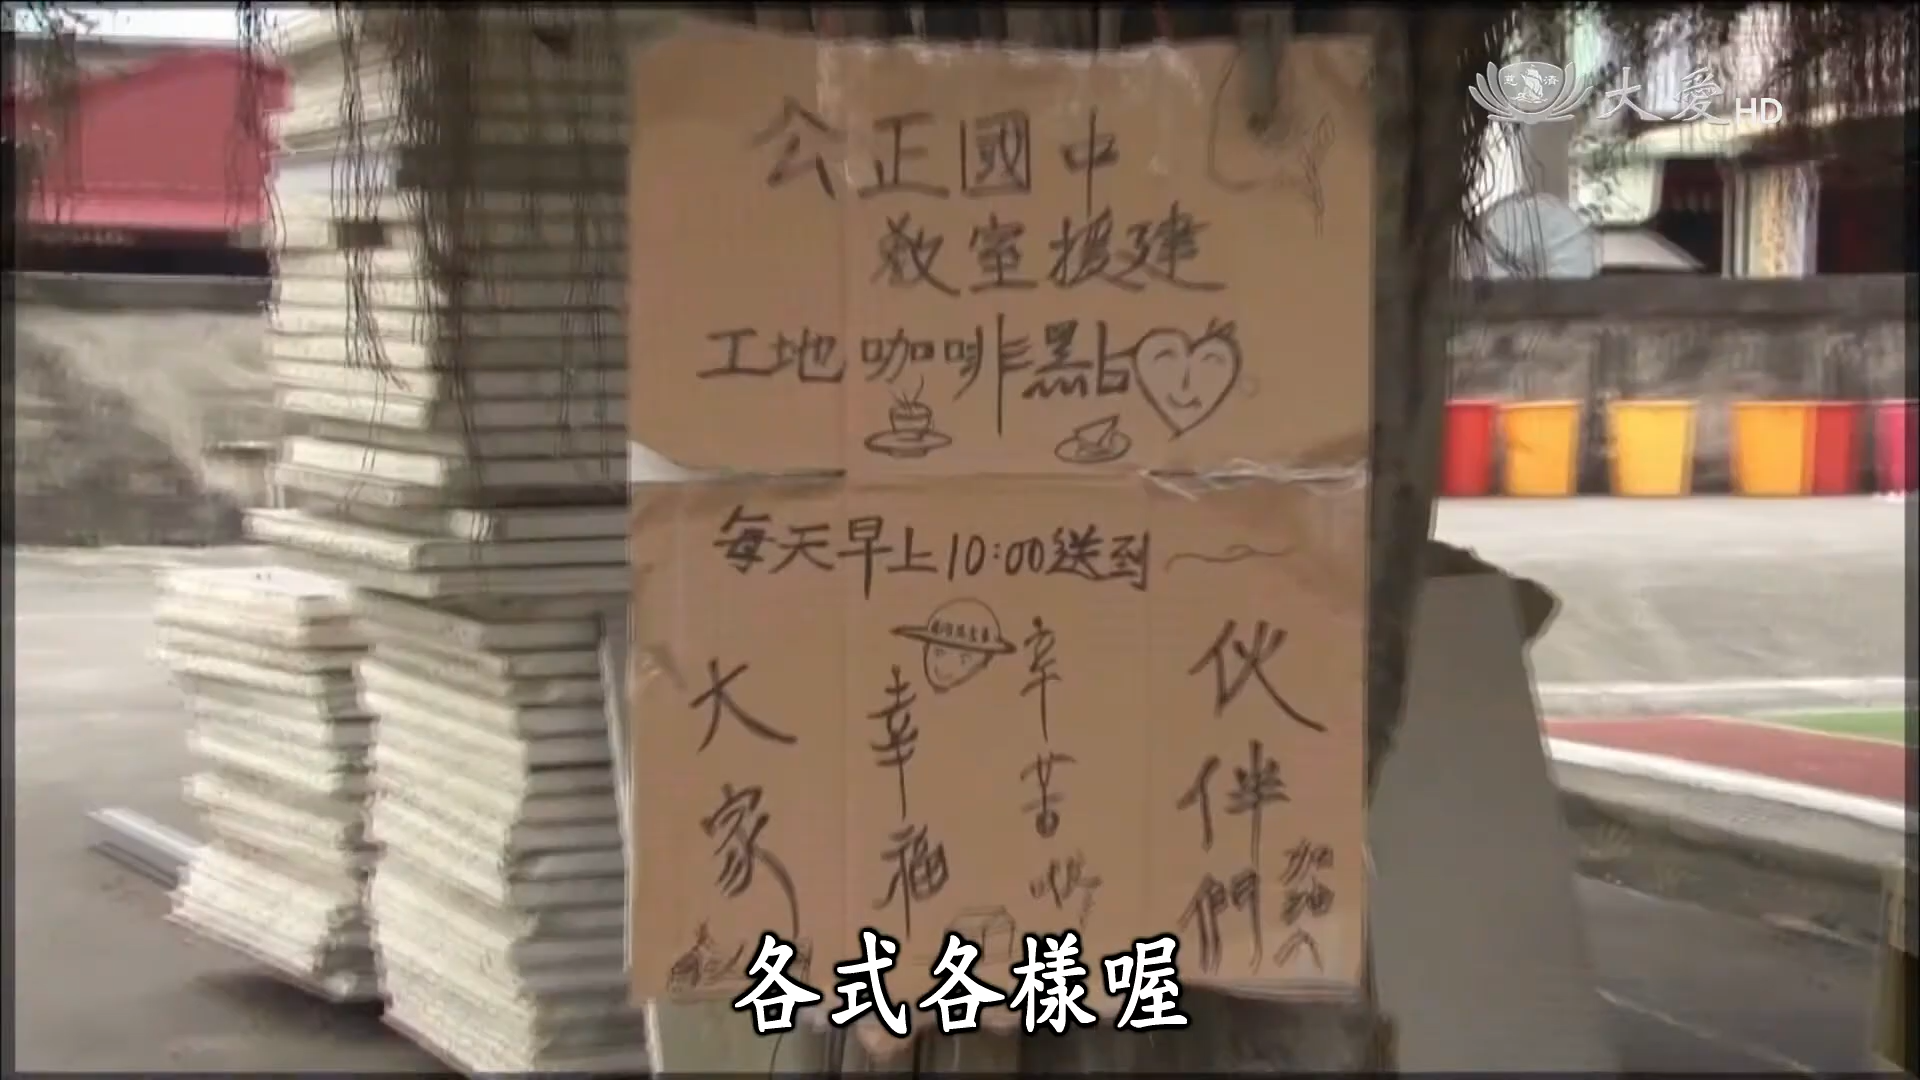 慈濟
大愛HD
公正國中
教室援建
工地咖啡點
每天早上10:00送到
伙伴們
加油
辛苦
幸福
大家
各式各樣喔